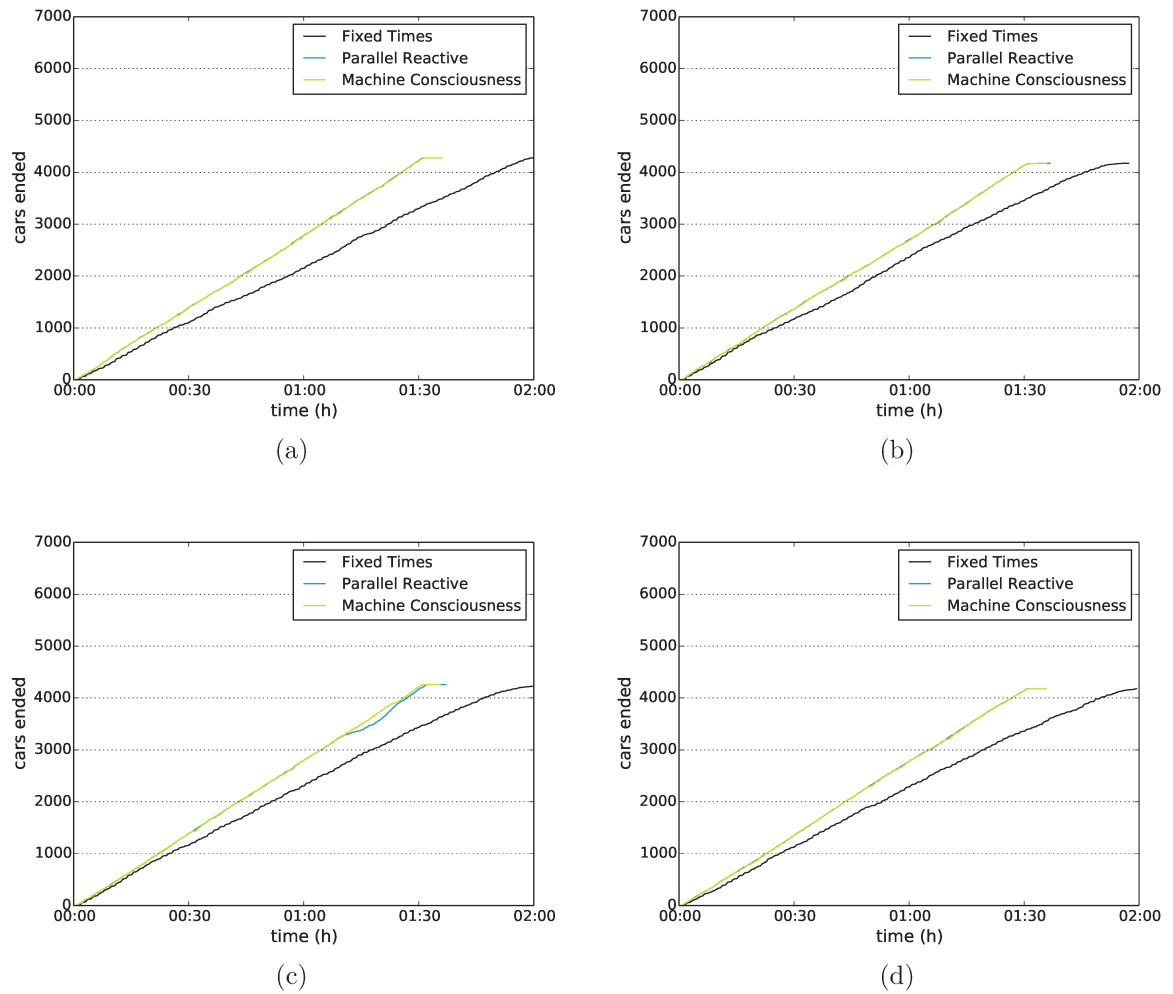 7000
6000
5000
4000
3000
2000
1000
0
cars ended
00:00 00:30 01:00 01:30 02:00
time (h)
Fixed Times
Parallel Reactive
Machine Consciousness
(a)
7000
6000
5000
4000
3000
2000
1000
0
cars ended
00:00 00:30 01:00 01:30 02:00
time (h)
Fixed Times
Parallel Reactive
Machine Consciousness
(b)
7000
6000
5000
4000
3000
2000
1000
0
cars ended
00:00 00:30 01:00 01:30 02:00
time (h)
Fixed Times
Parallel Reactive
Machine Consciousness
(c)
7000
6000
5000
4000
3000
2000
1000
0
cars ended
00:00 00:30 01:00 01:30 02:00
time (h)
Fixed Times
Parallel Reactive
Machine Consciousness
(d)